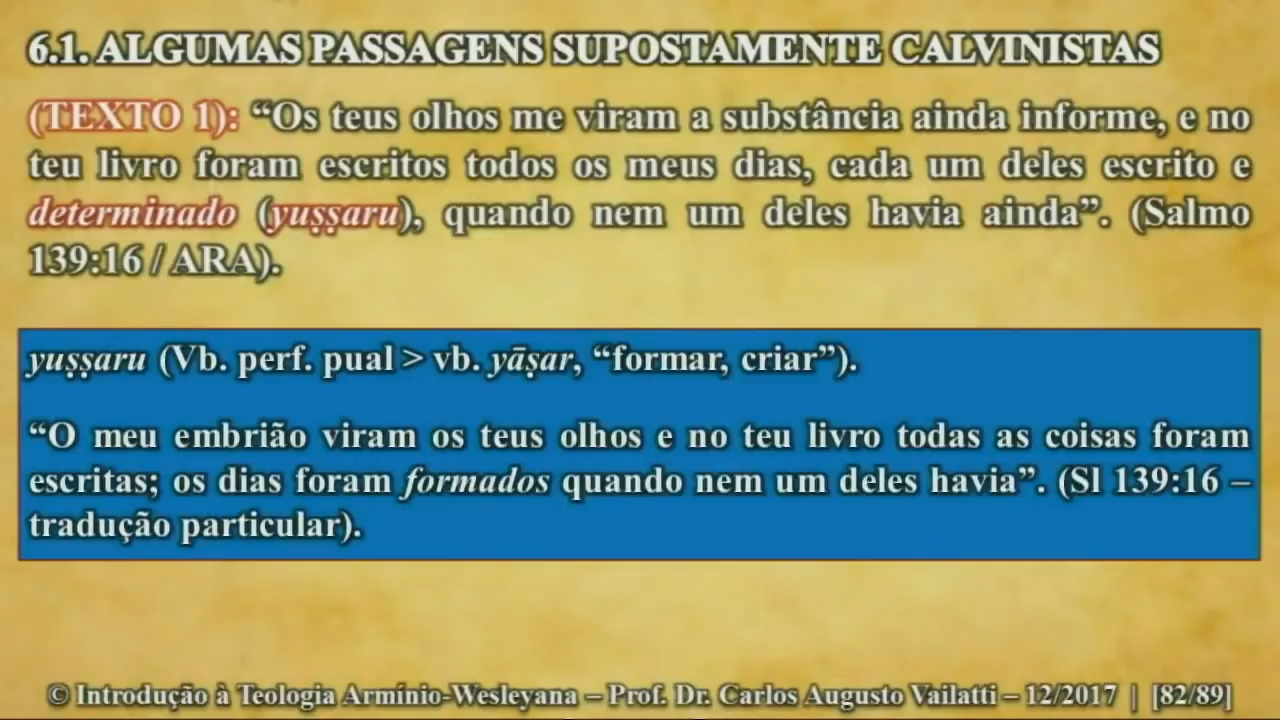 6.1. ALGUMAS PASSAGENS SUPOSTAMENTE CALVINISTAS
(TEXTO 1): “Os teus olhos me viram a substância ainda informe, e no
teu livro foram escritos todos os meus dias, cada um deles escrito e
determinado (yuṣṣaru), quando nem um deles havia ainda”. (Salmo
139:16 / ARA).
yuṣṣaru (Vb. perf. pual > vb. yāṣar, “formar, criar”).
“O meu embrião viram os teus olhos e no teu livro todas as coisas foram
escritas; os dias foram formados quando nem um deles havia”. (Sl 139:16 –
tradução particular).
© Introdução à Teologia Armínio-Wesleyana – Prof. Dr. Carlos Augusto Vailatti – 12/2017 | [82/89]